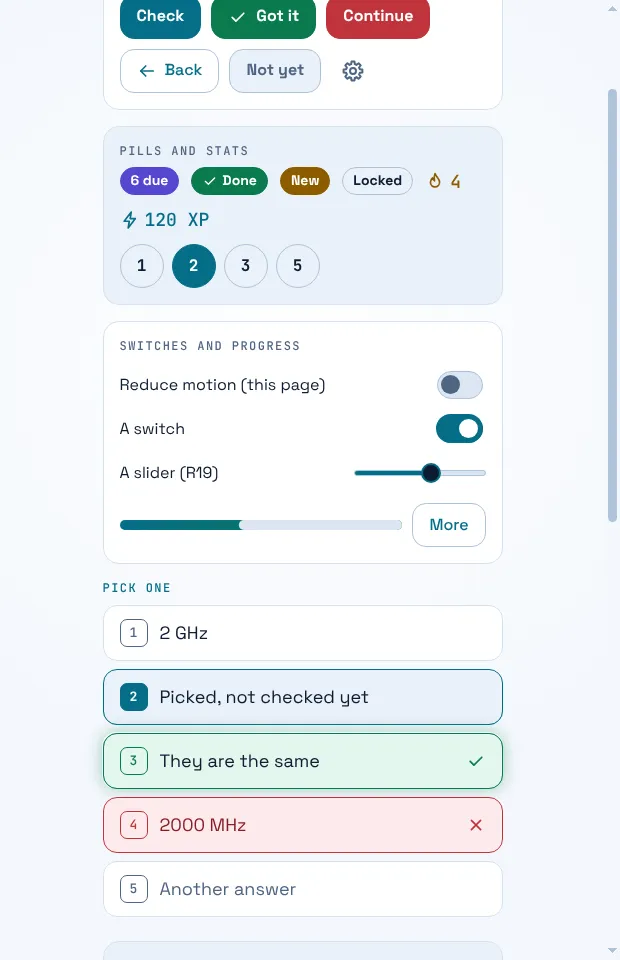 Check Got it Continue
Back Not yet
PILLS AND STATS
6 due Done New Locked 4
120 XP
1 2 3 5
SWITCHES AND PROGRESS
Reduce motion (this page)
A switch
A slider (R19)
More
PICK ONE
1 2 GHz
2 Picked, not checked yet
3 They are the same
4 2000 MHz
5 Another answer